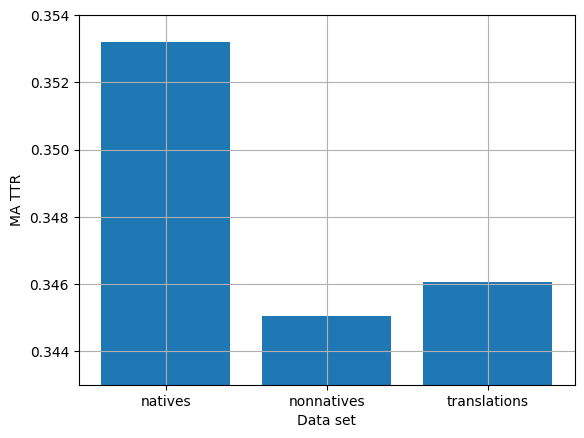 0.354
0.352
0.350
0.348
0.346
0.344
MA TTR
natives nonnatives translations
Data set